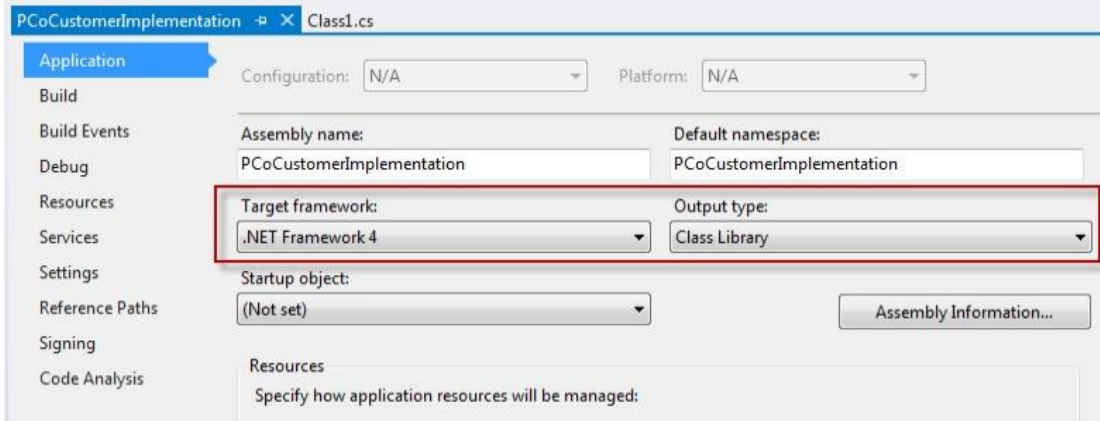 PCoCustomerImplementation Class1.cs
Application
Build
Build Events
Debug
Resources
Services
Settings
Reference Paths
Signing
Code Analysis
Configuration: N/A Platform: N/A
Assembly name: Default namespace:
PCoCustomerImplementation PCoCustomerImplementation
Target framework: Output type:
.NET Framework 4 Class Library
Startup object:
(Not set) Assembly Information...
Resources
Specify how application resources will be managed: